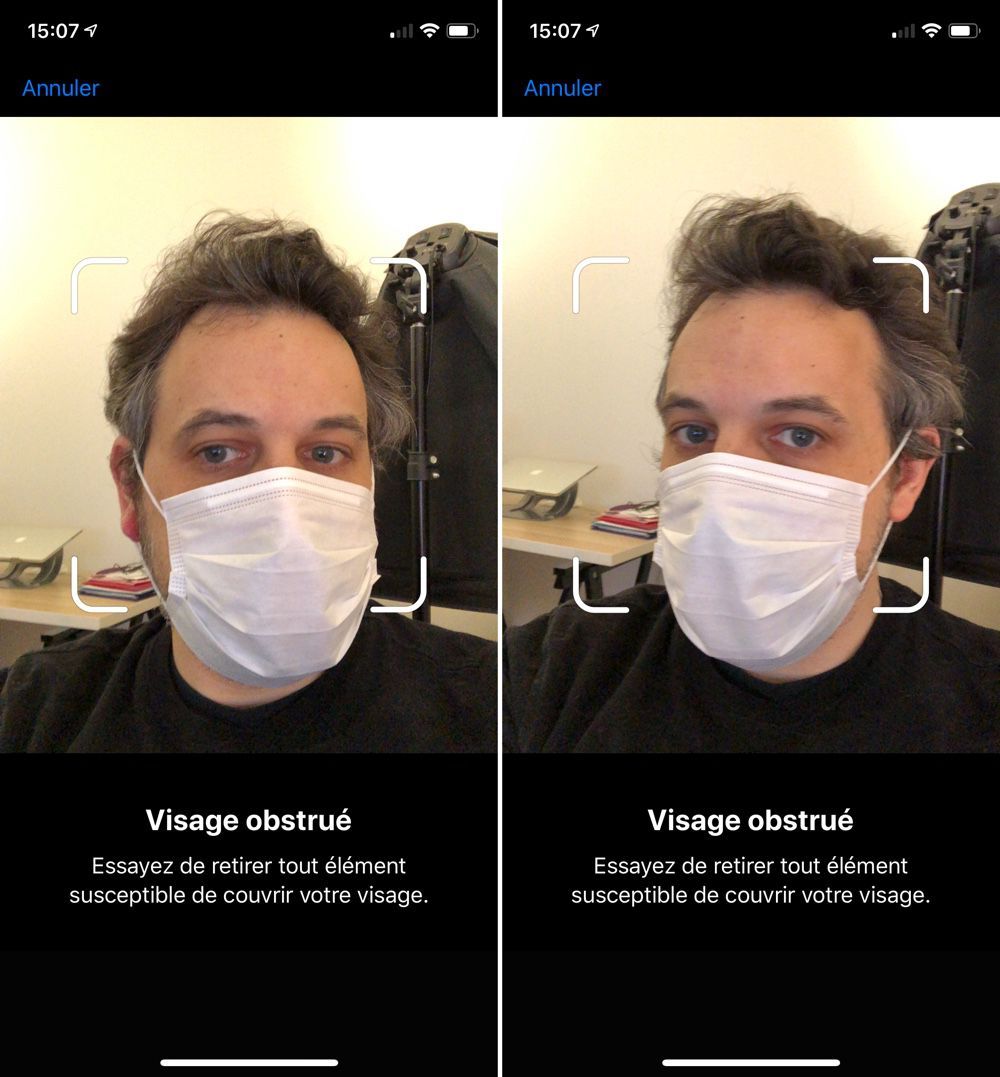 15:07
Annuler
Visage obstrué
Essayez de retirer tout élément
susceptible de couvrir votre visage.
15:07
Annuler
Visage obstrué
Essayez de retirer tout élément
susceptible de couvrir votre visage.